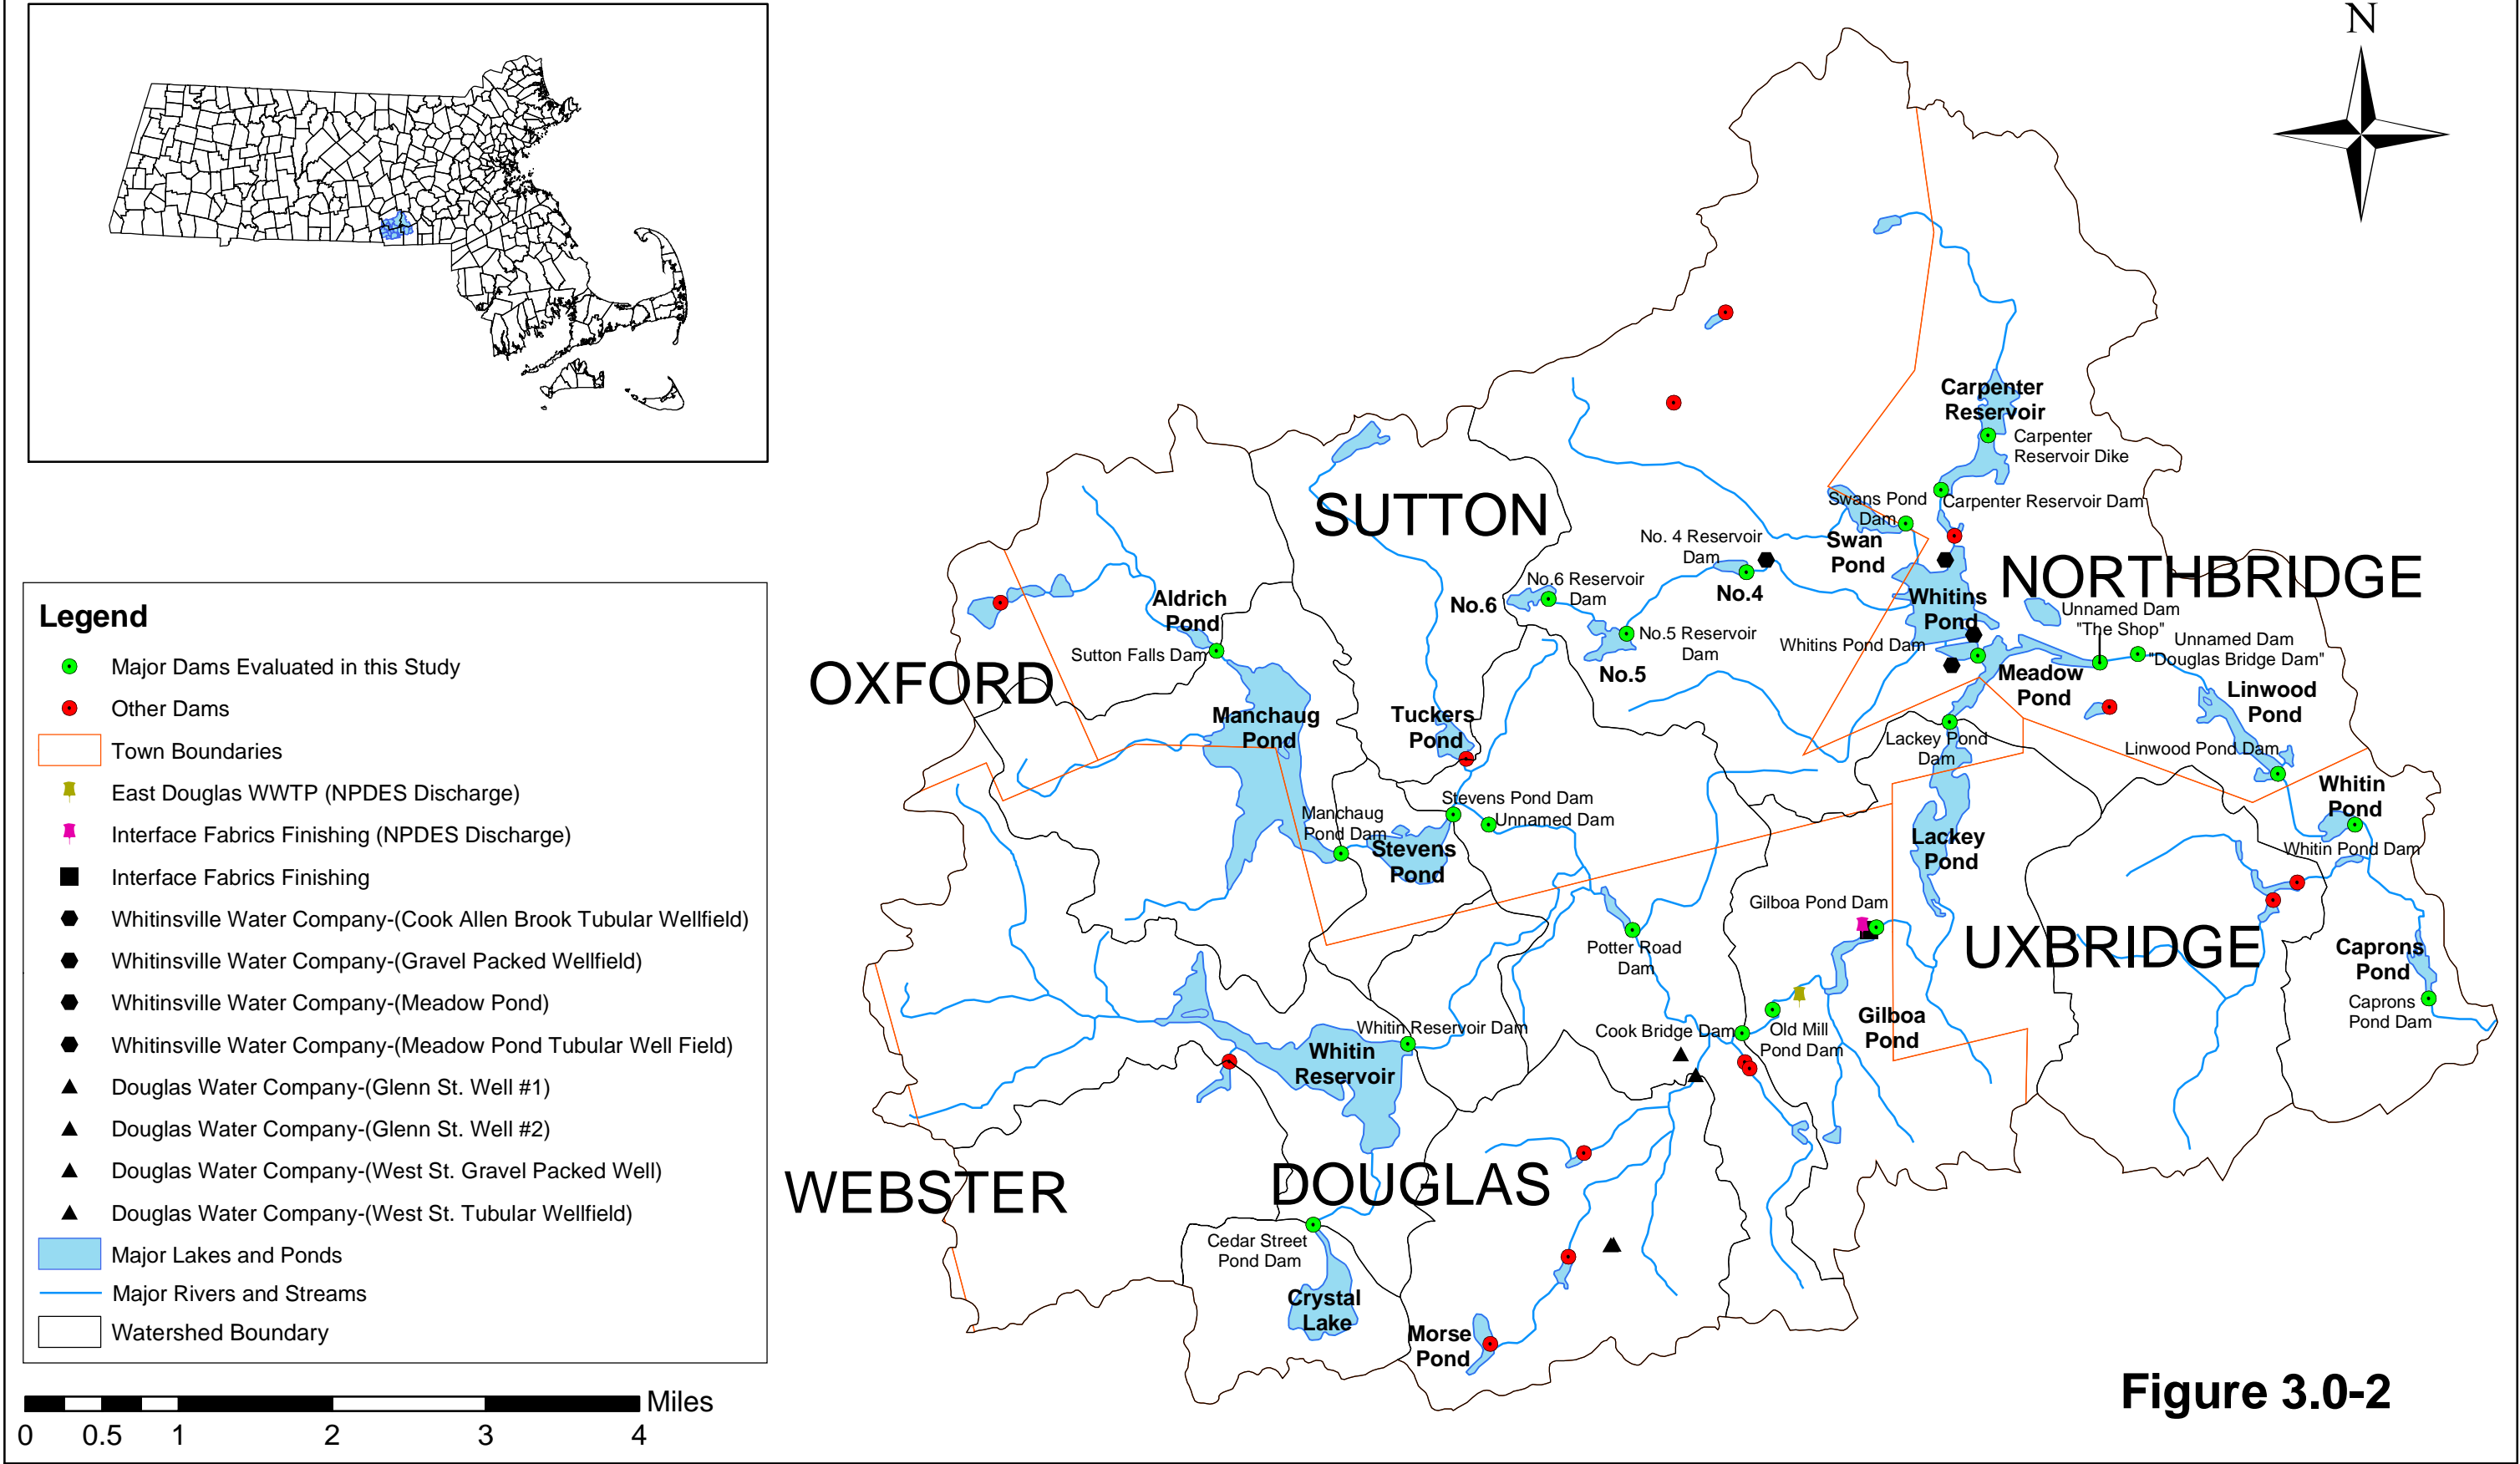 N
Legend
Major Dams Evaluated in this Study
Other Dams
Town Boundaries
East Douglas WWTP (NPDES Discharge)
Interface Fabrics Finishing (NPDES Discharge)
Interface Fabrics Finishing
Whitinsville Water Company-(Cook Allen Brook Tubular Wellfield)
Whitinsville Water Company-(Gravel Packed Wellfield)
Whitinsville Water Company-(Meadow Pond)
Whitinsville Water Company-(Meadow Pond Tubular Well Field)
Douglas Water Company-(Glenn St. Well #1)
Douglas Water Company-(Glenn St. Well #2)
Douglas Water Company-(West St. Gravel Packed Well)
Douglas Water Company-(West St. Tubular Wellfield)
Major Lakes and Ponds
Major Rivers and Streams
Watershed Boundary
Miles
0 0.5 1 2 3 4
Carpenter
Reservoir
Carpenter
Reservoir Dike
Carpenter Reservoir Dam
Swans Pond
Dam
Swan
Pond
SUTTON
NORTHBRIDGE
No. 4 Reservoir
Dam
No.4
No.6 Reservoir
Dam
No.6
No.5 Reservoir
Dam
No.5
Whitins
Pond
Whitins Pond Dam
Unnamed Dam
"The Shop"
Unnamed Dam
"Douglas Bridge Dam"
Meadow
Pond
Linwood
Pond
Linwood Pond Dam
Aldrich
Pond
Sutton Falls Dam
OXFORD
Manchaug
Pond
Tuckers
Pond
Lackey Pond
Dam
Whitin
Pond
Whitin Pond Dam
Manchaug
Pond Dam
Stevens Pond Dam
Unnamed Dam
Stevens
Pond
Lackey
Pond
Gilboa Pond Dam
Potter Road
Dam
UXBRIDGE
Caprons
Pond
Caprons
Pond Dam
Whitin Reservoir Dam
Whitin
Reservoir
Cook Bridge Dam
Old Mill
Pond Dam
Gilboa
Pond
WEBSTER
DOUGLAS
Cedar Street
Pond Dam
Crystal
Lake
Morse
Pond
Figure 3.0-2